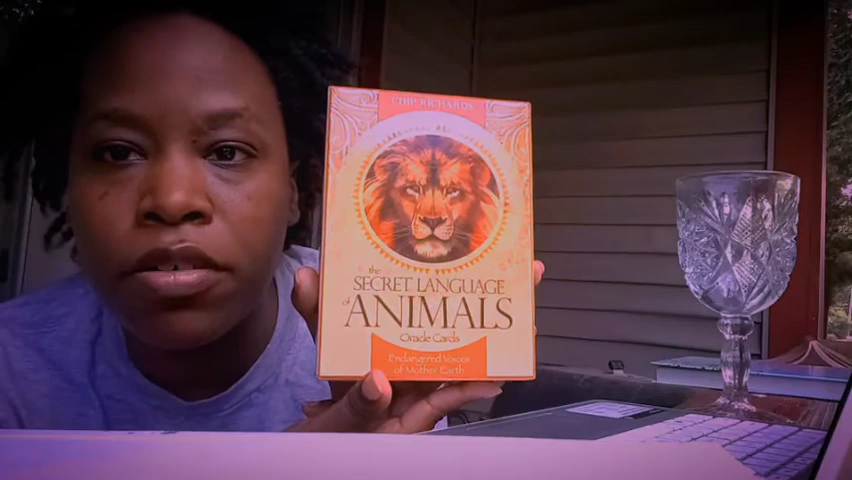 CHIP RICHARDS
the
SECRET LANGUAGE
of ANIMALS
Oracle Cards
Endangered Voices
of Mother Earth